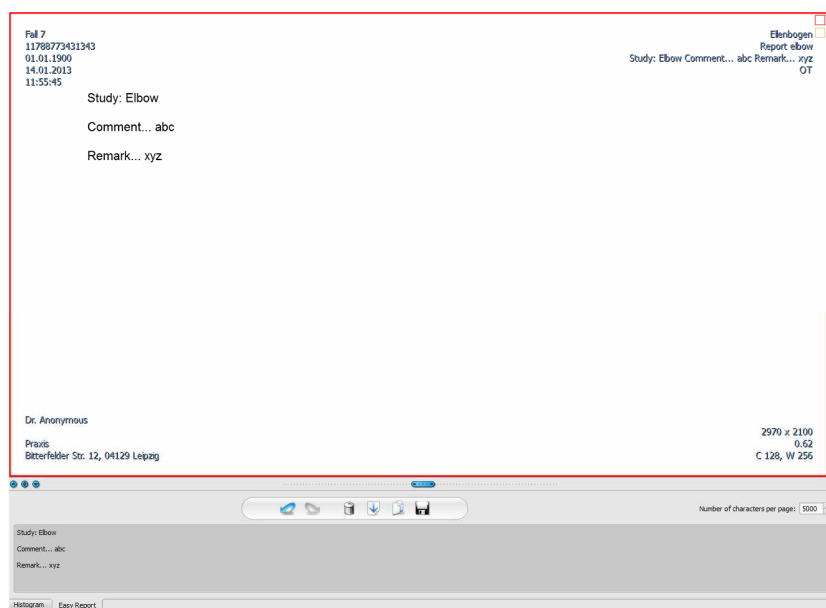 Fall 7
11788773431343
01.01.1900
14.01.2013
11:55:45
Ellenbogen
Report elbow
Study: Elbow Comment... abc Remark... xyz
OT
Study: Elbow
Comment... abc
Remark... xyz
Dr. Anonymous
Praxis
Bitterfelder Str. 12, 04129 Leipzig
2970 x 2100
0.62
C 128, W 256
Number of characters per page: 5000
Study: Elbow
Comment... abc
Remark... xyz
Histogram
Easy Report